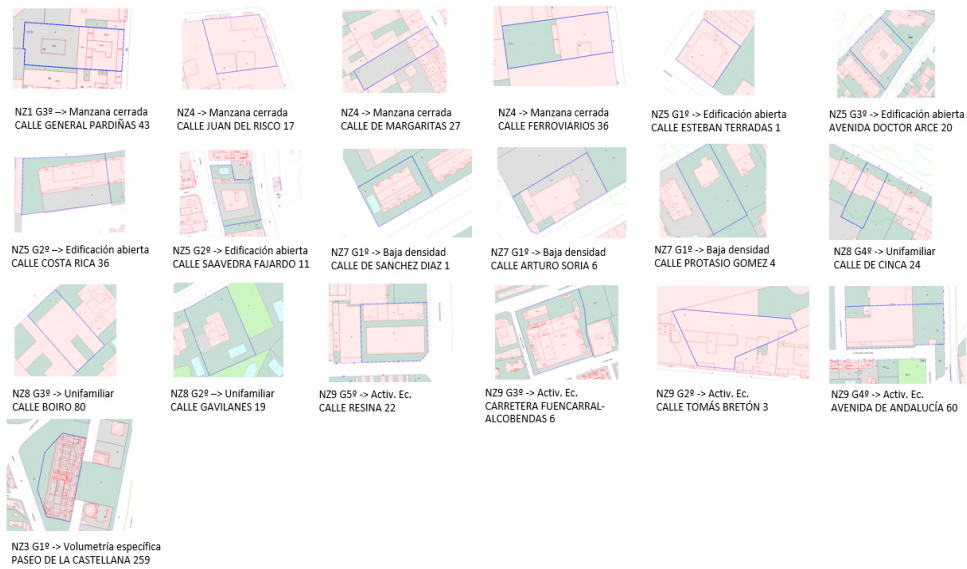 NZ1 G3º –> Manzana cerrada
CALLE GENERAL PARDIÑAS 43
NZ4 -> Manzana cerrada
CALLE JUAN DEL RISCO 17
NZ4 -> Manzana cerrada
CALLE DE MARGARITAS 27
NZ4 -> Manzana cerrada
CALLE FERROVIARIOS 36
NZ5 G1º -> Edificación abierta
CALLE ESTEBAN TERRADAS 1
NZ5 G3º -> Edificación abierta
AVENIDA DOCTOR ARCE 20
NZ5 G2º –> Edificación abierta
CALLE COSTA RICA 36
NZ5 G2º -> Edificación abierta
CALLE SAAVEDRA FAJARDO 11
NZ7 G1º -> Baja densidad
CALLE DE SANCHEZ DIAZ 1
NZ7 G1º -> Baja densidad
CALLE ARTURO SORIA 6
NZ7 G1º -> Baja densidad
CALLE PROTASIO GOMEZ 4
NZ8 G4º -> Unifamiliar
CALLE DE CINCA 24
NZ8 G3º -> Unifamiliar
CALLE BOIRO 80
NZ8 G2º –> Unifamiliar
CALLE GAVILANES 19
NZ9 G5º -> Activ. Ec.
CALLE RESINA 22
NZ9 G3º -> Activ. Ec.
CARRETERA FUENCARRAL-
ALCOBENDAS 6
NZ9 G2º -> Activ. Ec.
CALLE TOMÁS BRETÓN 3
NZ9 G4º -> Activ. Ec.
AVENIDA DE ANDALUCÍA 60
NZ3 G1º -> Volumetría específica
PASEO DE LA CASTELLANA 259